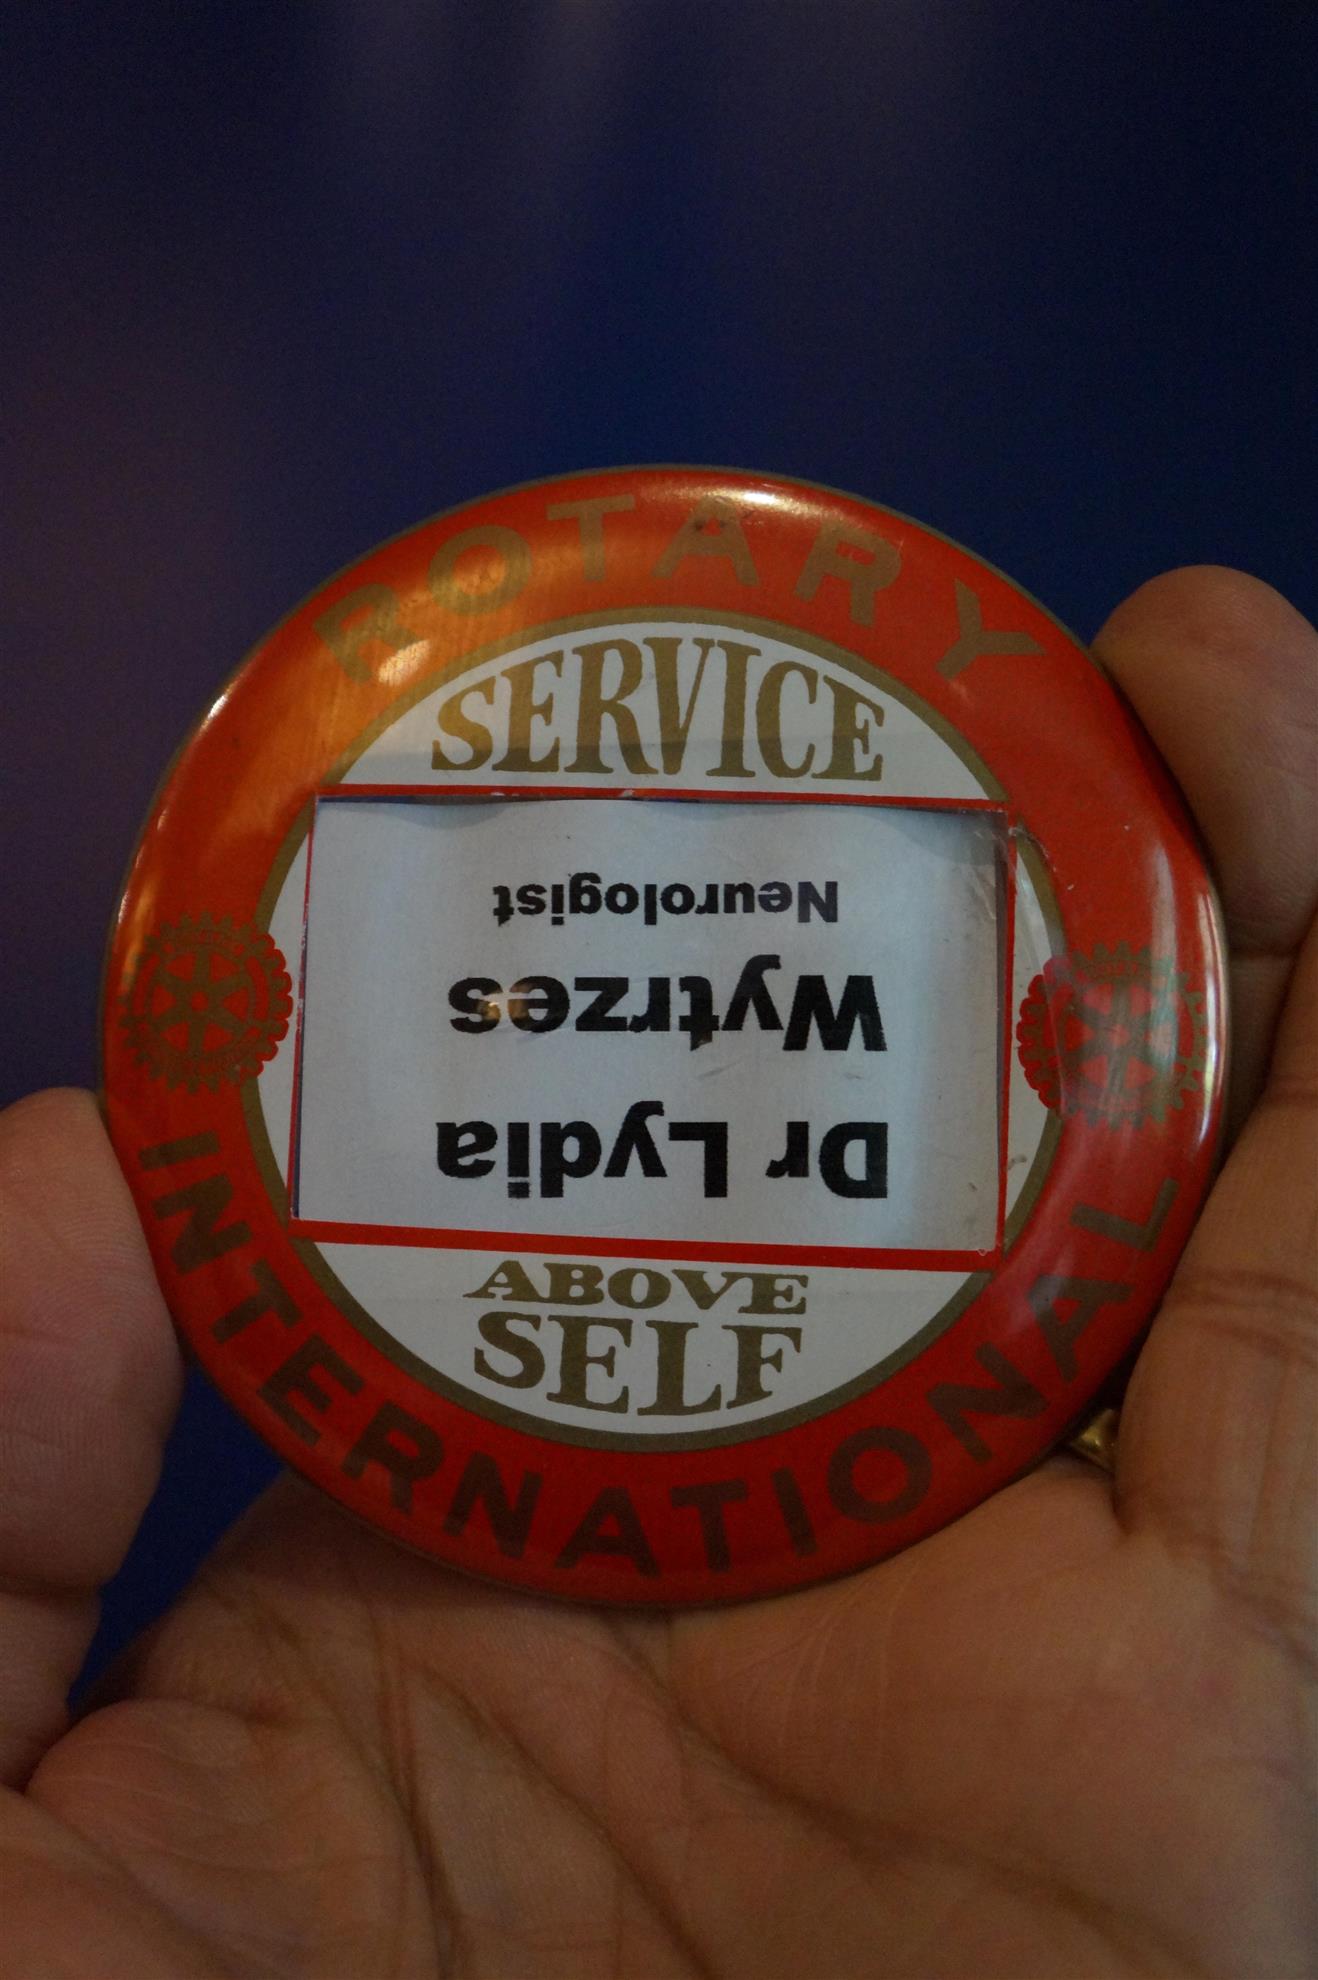 ROTARY
SERVICE
Dr Lydia
Wytrzes
Neurologist
ABOVE
SELF
INTERNATIONAL